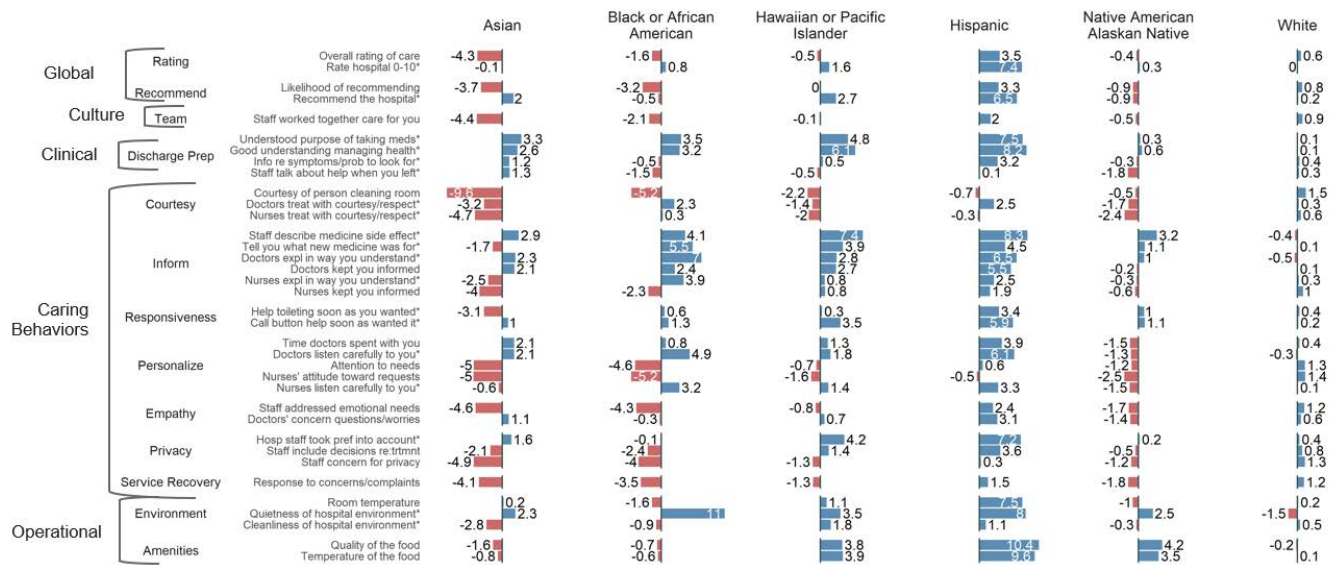 Asian Black or African American Hawaiian or Pacific Islander Hispanic Native American Alaskan Native White
Global
Rating
Overall rating of care -4.3 -1.6 -0.5 3.5 -0.4 0.6
Rate hospital 0-10* -0.1 0.8 1.6 7.4 0.3 0
Recommend
Likelihood of recommending -3.7 -3.2 0 3.3 -0.9 0.8
Recommend the hospital* 2 -0.5 2.7 6.5 -0.9 0.2
Culture
Team
Staff worked together care for you -4.4 -2.1 -0.1 2 -0.5 0.9
Clinical
Discharge Prep
Understood purpose of taking meds* 3.3 3.5 4.8 7.5 0.3 0.1
Good understanding managing health* 2.6 3.2 6.1 8.2 0.6 0.1
Info re symptoms/prob to look for* 1.2 -0.5 0.5 3.2 -0.3 0.4
Staff talk about help when you left* 1.3 -1.5 -0.5 0.1 -1.8 0.3
Caring Behaviors
Courtesy
Courtesy of person cleaning room -9.6 -5.2 -2.2 -0.7 -0.5 1.5
Doctors treat with courtesy/respect* -3.2 2.3 -1.4 2.5 -1.7 0.3
Nurses treat with courtesy/respect* -4.7 0.3 -2 -0.3 -2.4 0.6
Inform
Staff describe medicine side effect* 2.9 4.1 7.4 8.3 3.2 -0.4
Tell you what new medicine was for* -1.7 5.5 3.9 4.5 1.1 0.1
Doctors expl in way you understand* 2.3 7 2.8 6.5 1 -0.5
Doctors kept you informed 2.1 2.4 2.7 5.5 -0.2 0.1
Nurses expl in way you understand* -2.5 3.9 0.8 2.5 -0.3 0.3
Nurses kept you informed -4 -2.3 0.8 1.9 -0.6 1
Responsiveness
Help toileting soon as you wanted* -3.1 0.6 0.3 3.4 1 0.4
Call button help soon as wanted it* 1 1.3 3.5 5.9 1.1 0.2
Personalize
Time doctors spent with you 2.1 0.8 1.3 3.9 -1.5 0.4
Doctors listen carefully to you* 2.1 4.9 1.8 6.1 -1.3 -0.3
Attention to needs -5 -4.6 -0.7 0.6 -1.2 1.3
Nurses' attitude toward requests -5 -5.2 -1.6 -0.5 -2.5 1.4
Nurses listen carefully to you* -0.6 3.2 1.4 3.3 -1.5 0.1
Empathy
Staff addressed emotional needs -4.6 -4.3 -0.8 2.4 -1.7 1.2
Doctors' concern questions/worries 1.1 -0.3 0.7 3.1 -1.4 0.6
Privacy
Hosp staff took pref into account* 1.6 -0.1 4.2 7.2 0.2 0.4
Staff include decisions re:trtmnt -2.1 -2.4 1.4 3.6 -0.5 0.8
Staff concern for privacy -4.9 -4 -1.3 0.3 -1.2 1.3
Service Recovery
Response to concerns/complaints -4.1 -3.5 -1.3 1.5 -1.8 1.2
Operational
Environment
Room temperature 0.2 -1.6 1.1 7.5 -1 0.2
Quietness of hospital environment* 2.3 11 3.5 8 2.5 -1.5
Cleanliness of hospital environment* -2.8 -0.9 1.8 1.1 -0.3 0.5
Amenities
Quality of the food -1.6 -0.7 3.8 10.4 4.2 -0.2
Temperature of the food -0.8 -0.6 3.9 9.6 3.5 0.1